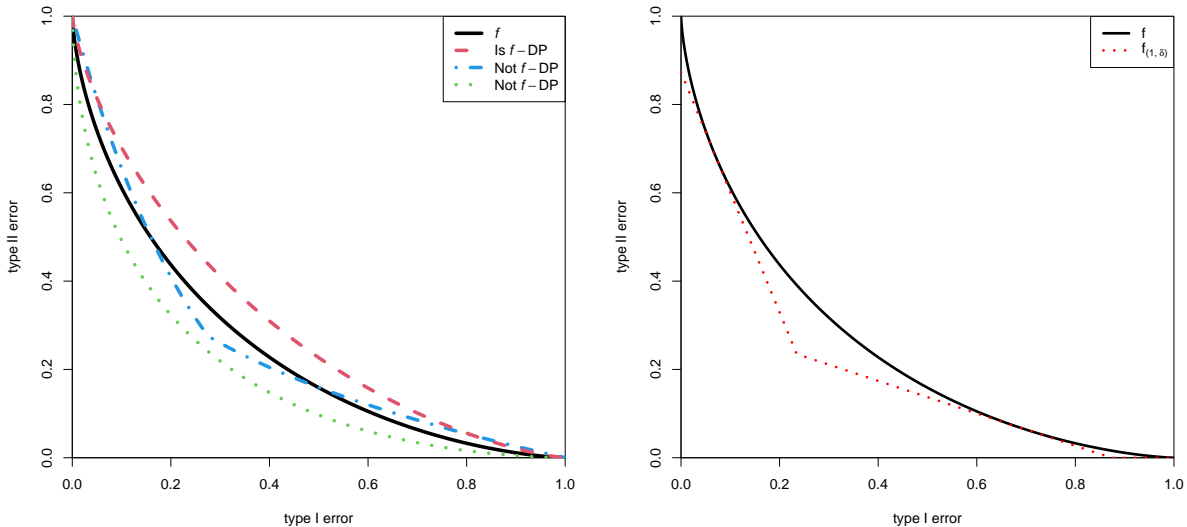 f
Is f – DP
Not f – DP
Not f – DP
1.0
0.8
0.6
0.4
0.2
0.0
type II error
0.0 0.2 0.4 0.6 0.8 1.0
type I error
f
f(1, δ)
1.0
0.8
0.6
0.4
0.2
0.0
type II error
0.0 0.2 0.4 0.6 0.8 1.0
type I error